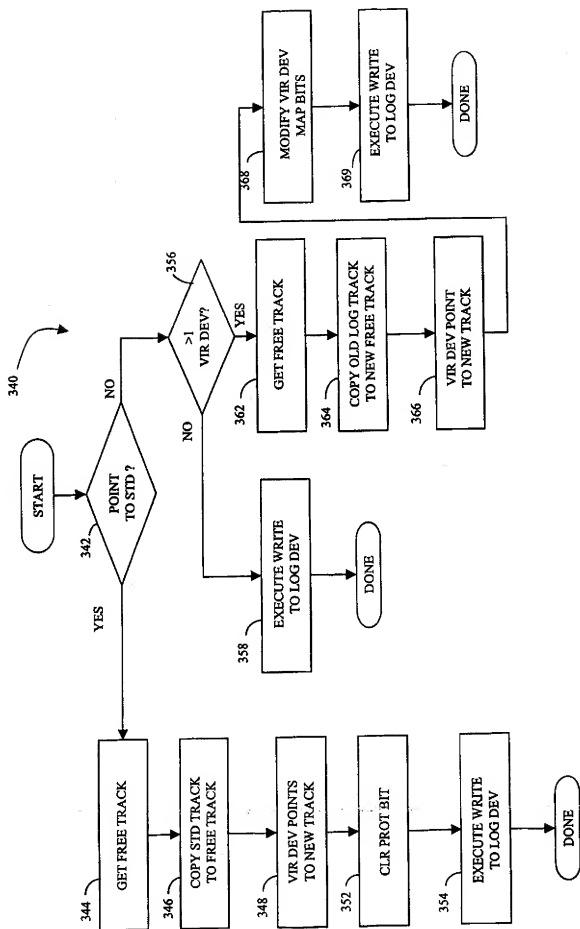 340
START
342
POINT
TO STD ?
YES
NO
344
GET FREE TRACK
346
COPY STD TRACK
TO FREE TRACK
348
VIR DEV POINTS
TO NEW TRACK
352
CLR PROT BIT
354
EXECUTE WRITE
TO LOG DEV
DONE
356
>1
VIR DEV?
NO
YES
358
EXECUTE WRITE
TO LOG DEV
DONE
362
GET FREE TRACK
364
COPY OLD LOG TRACK
TO NEW FREE TRACK
366
VIR DEV POINT
TO NEW TRACK
368
MODIFY VIR DEV
MAP BITS
369
EXECUTE WRITE
TO LOG DEV
DONE